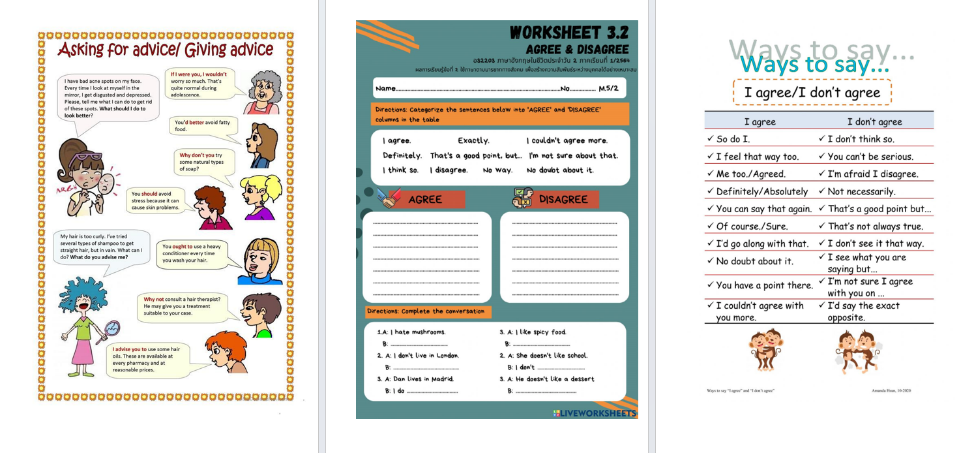 Asking for advice/ Giving advice
I have bad acne spots on my face.
Every time I look at myself in the
mirror, I get disgusted and depressed.
Please, tell me what I can do to get rid
of those spots. What should I do to
look better?
If I were you, I wouldn't
worry so much. That's
quite normal during
adolescence.
You'd better avoid fatty
food.
Why don't you try
some natural types
of soap?
You should avoid
stress because it can
cause skin problems.
My hair is too curly. I've tried
several types of shampoo to get
straight hair, but in vain. What can I
do? What do you advise me?
You ought to use a heavy
conditioner every time
you wash your hair.
Why not consult a hair therapist?
He may give you a treatment
suitable to your case.
I advise you to use some hair
oils. These are available at
every pharmacy and at
reasonable prices.
WORKSHEET 3.2
AGREE & DISAGREE
Name No. M.5/2
Directions: Categorize the sentences below into "AGREE" and "DISAGREE"
columns in the table
I agree. Exactly. I couldn't agree more.
Definitely. That's a good point, but... I'm not sure about that.
I think so. I disagree. No way. No doubt about it.
AGREE DISAGREE
Directions: Complete the conversation
1.A: I hate mushrooms.
B:
2. A: I don't live in London.
B:
3. A: Dan lives in Madrid.
B: I do
3. A: I like spicy food.
B:
2. A: She doesn't like school.
B: I don't
3. A: He doesn't like a dessert
B:
LIVEWORKSHEETS
Ways to say...
Ways to say...
I agree/I don't agree
I agree I don't agree
✓ So do I. ✓ I don't think so.
✓ I feel that way too. ✓ You can't be serious.
✓ Me too./Agreed. ✓ I'm afraid I disagree.
✓ Definitely/Absolutely ✓ Not necessarily.
✓ You can say that again. ✓ That's a good point but...
✓ Of course./Sure. ✓ That's not always true.
✓ I'd go along with that. ✓ I don't see it that way.
✓ No doubt about it. ✓ I see what you are
saying but...
✓ You have a point there. ✓ I'm not sure I agree
with you on ...
✓ I couldn't agree with
you more.
✓ I'd say the exact
opposite.
Ways to say "I agree" and "I don't agree"